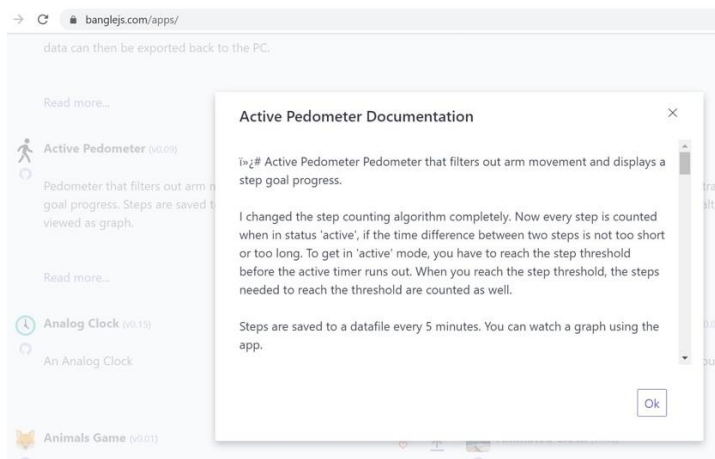 banglejs.com/apps/
data can then be exported back to the PC.
Read more...
Active Pedometer (v0.09)
Pedometer that filters out arm
goal progress. Steps are saved
viewed as graph.
Read more...
Analog Clock (v0.15)
An Analog Clock
Animals Game (v0.01)
Active Pedometer Documentation
ï»¿# Active Pedometer Pedometer that filters out arm movement and displays a
step goal progress.
I changed the step counting algorithm completely. Now every step is counted
when in status 'active', if the time difference between two steps is not too short
or too long. To get in 'active' mode, you have to reach the step threshold
before the active timer runs out. When you reach the step threshold, the steps
needed to reach the threshold are counted as well.
Steps are saved to a datafile every 5 minutes. You can watch a graph using the
app.
Ok